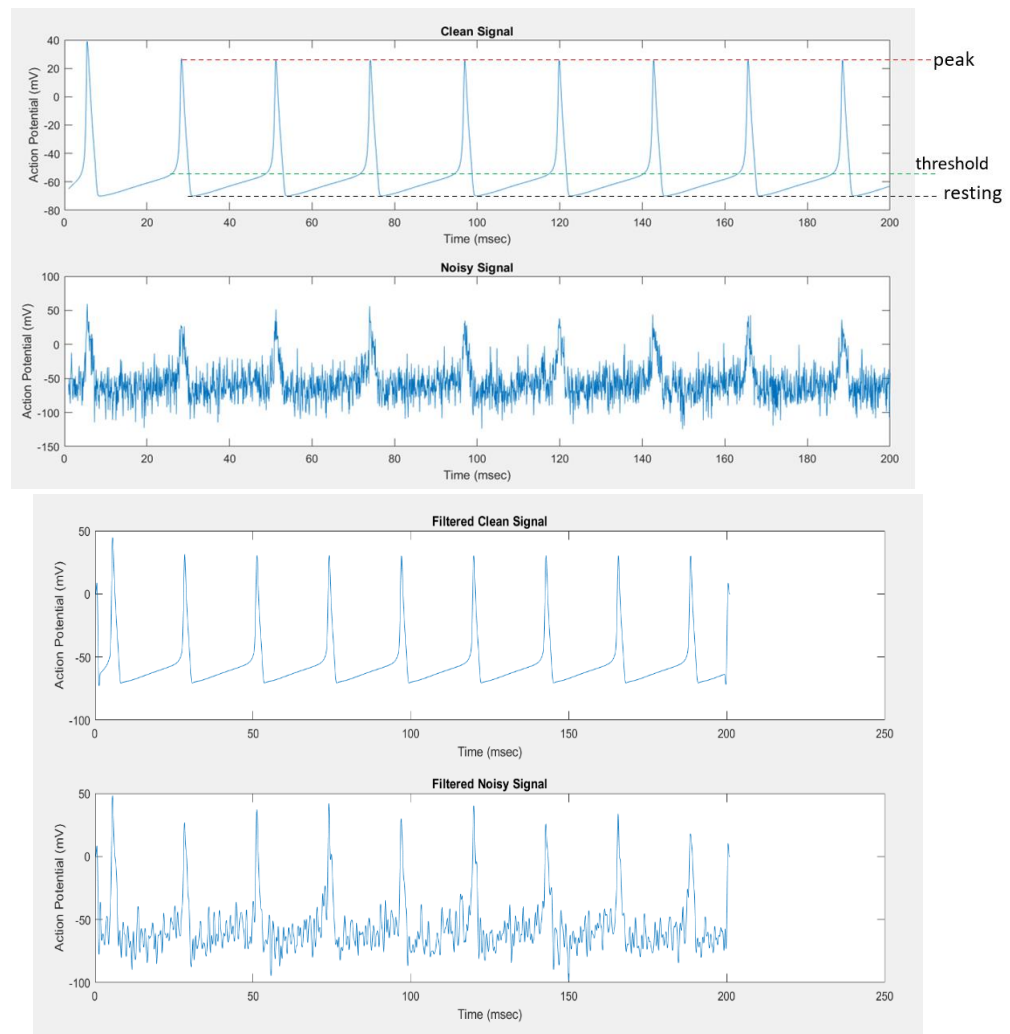 Clean Signal
40
20
0
-20
-40
-60
-80
Action Potential (mV)
peak
threshold
resting
0 20 40 60 80 100 120 140 160 180 200
Time (msec)
Noisy Signal
100
50
0
-50
-100
-150
Action Potential (mV)
0 20 40 60 80 100 120 140 160 180 200
Time (msec)
Filtered Clean Signal
50
0
-50
-100
Action Potential (mV)
0 50 100 150 200 250
Time (msec)
Filtered Noisy Signal
50
0
-50
-100
Action Potential (mV)
0 50 100 150 200 250
Time (msec)